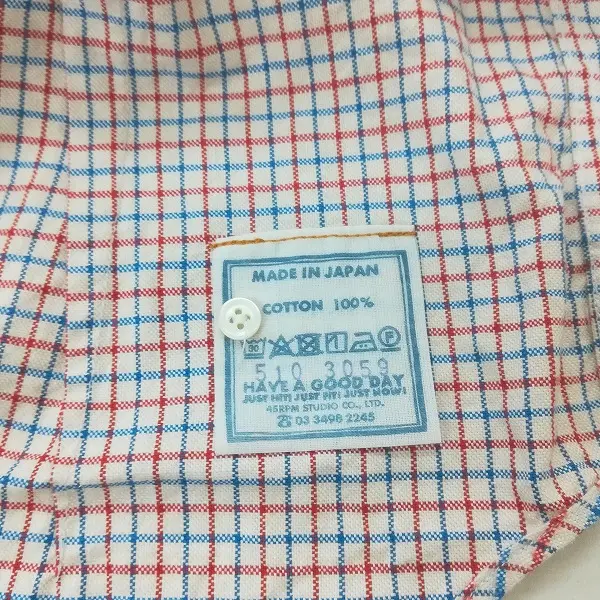 MADE IN JAPAN
COTTON 100%
510 3059
HAVE A GOOD DAY
JUST HIT! JUST FIT! JUST NOW!
45RPM STUDIO CO., LTD.
☎03 3498 2245